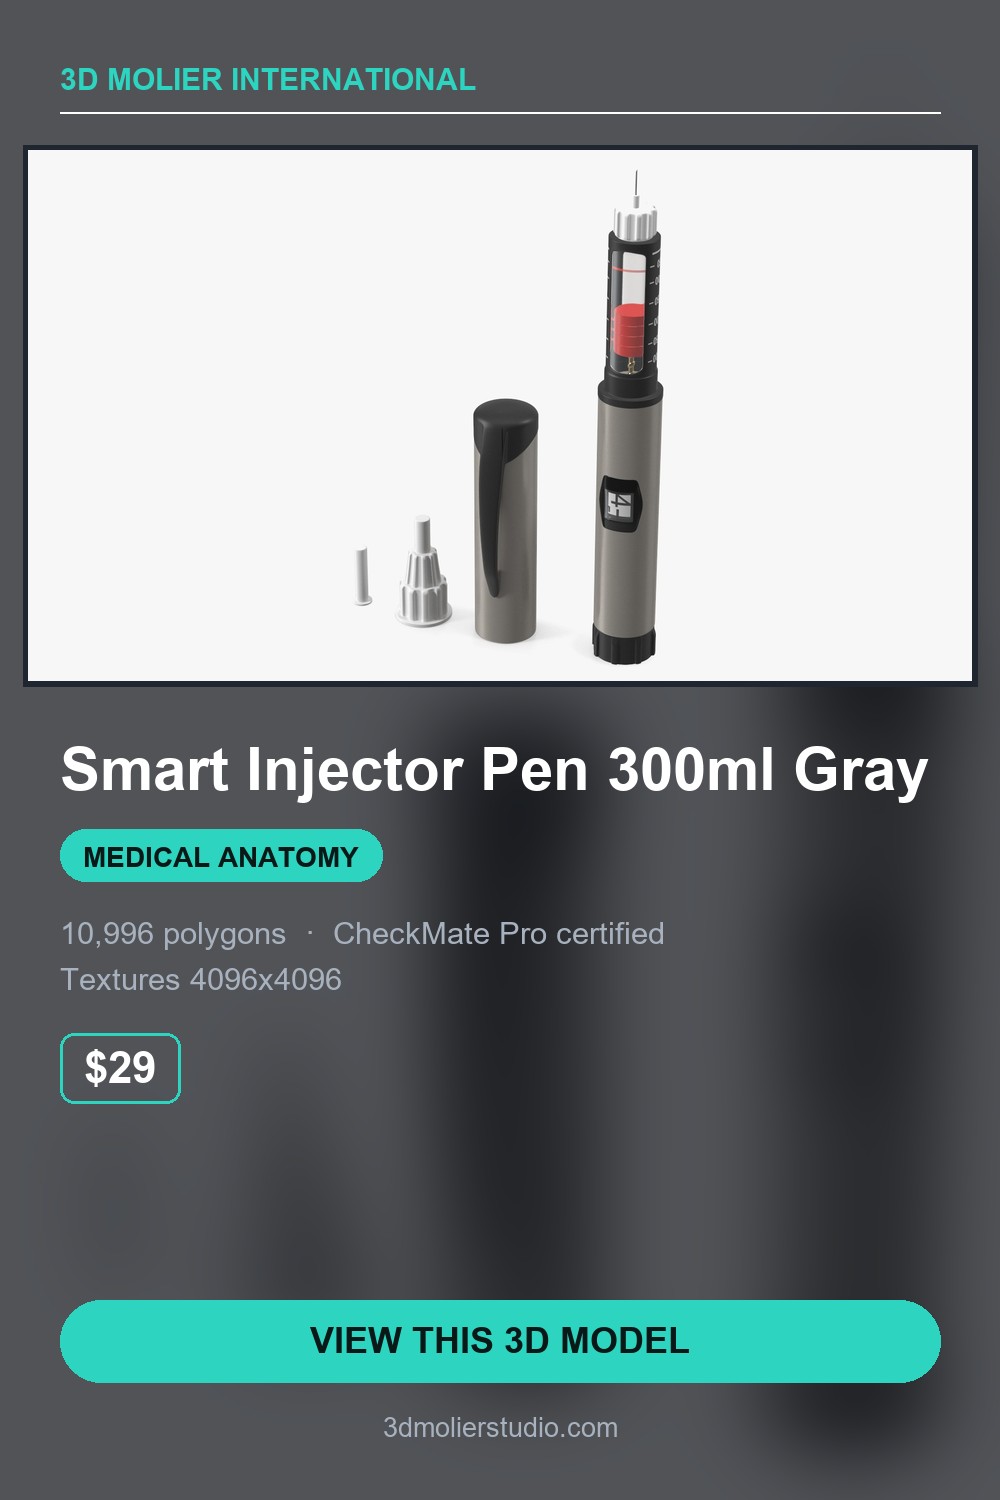 3D MOLIER INTERNATIONAL
Smart Injector Pen 300ml Gray
MEDICAL ANATOMY
10,996 polygons · CheckMate Pro certified
Textures 4096x4096
$29
VIEW THIS 3D MODEL
3dmolierstudio.com